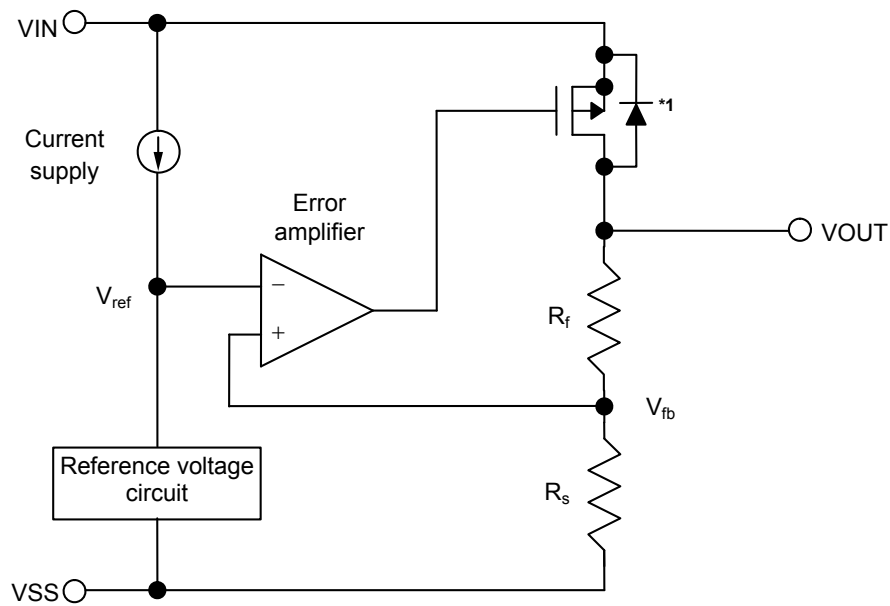 VIN
*1
Current
supply
Error
amplifier
VOUT
Vref
−
+
Rf
Vfb
Reference voltage
circuit
Rs
VSS